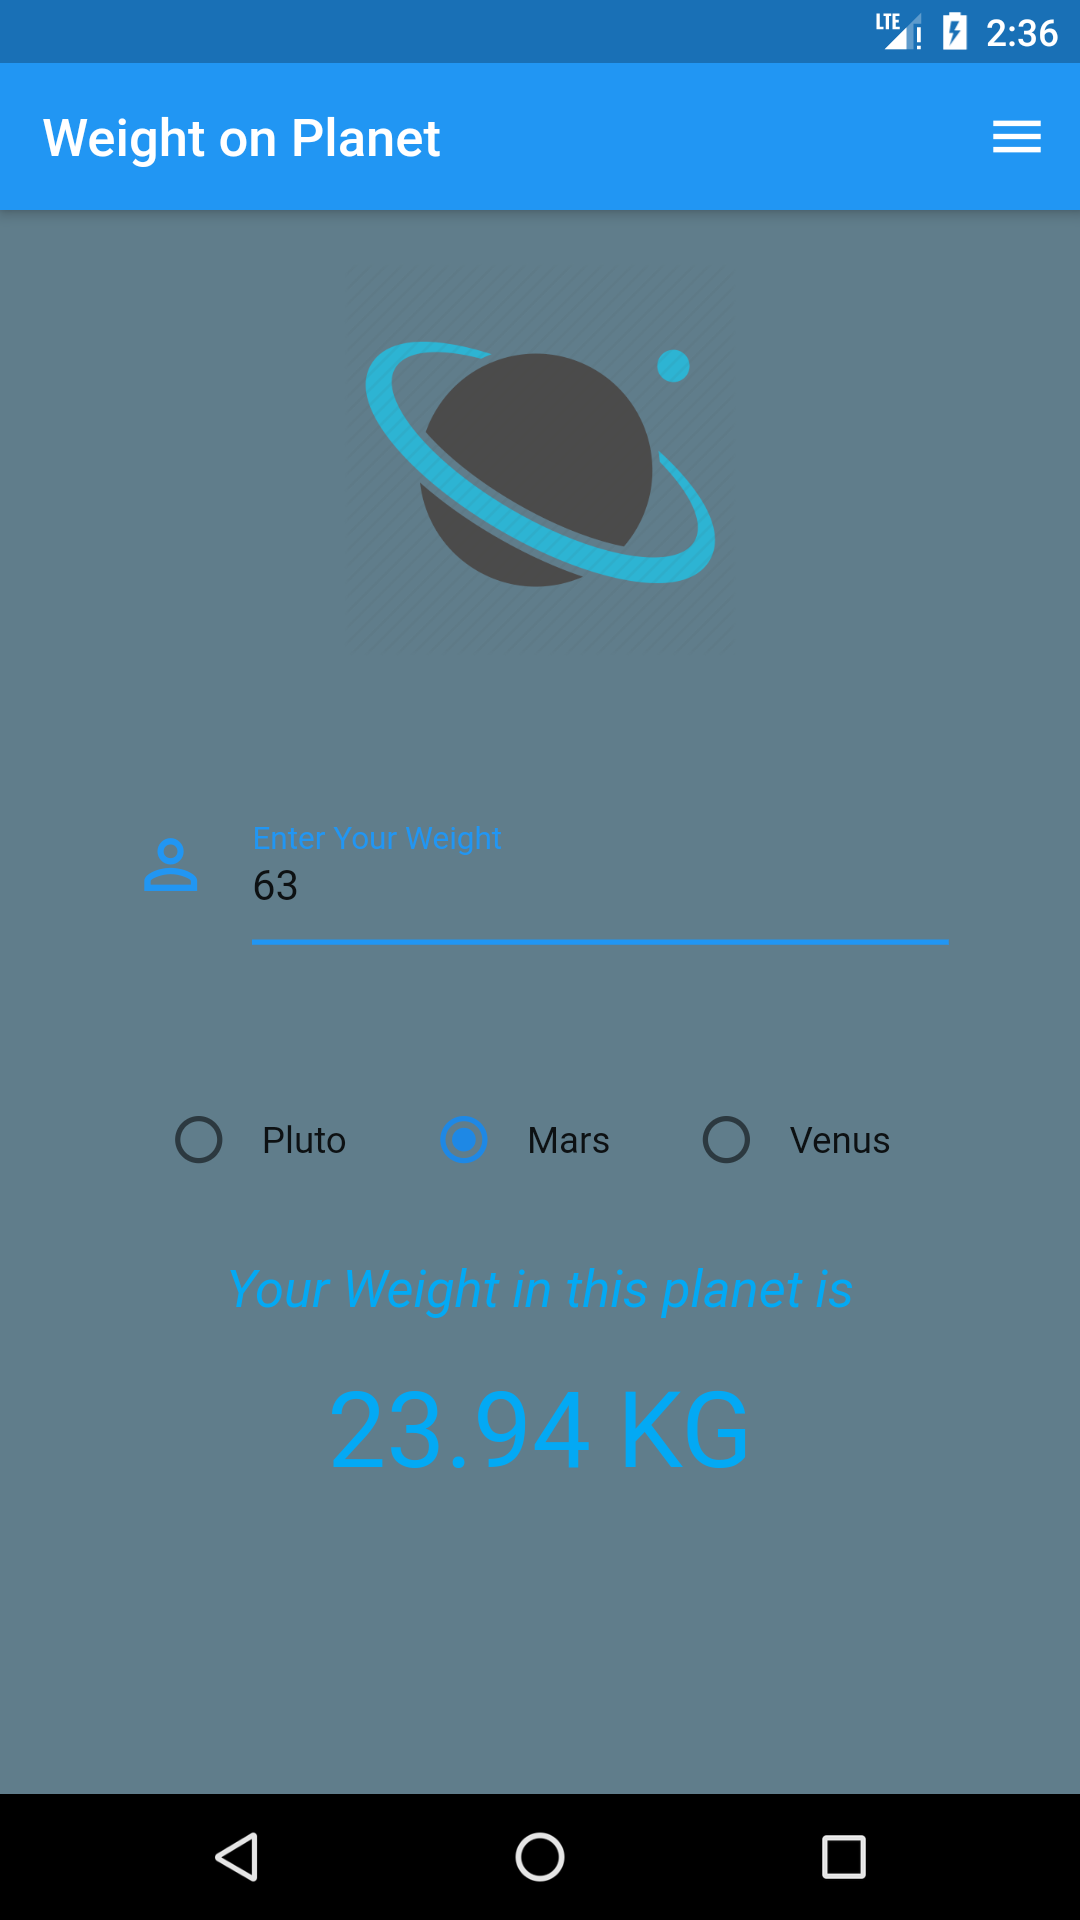 LTE 2:36
Weight on Planet
Enter Your Weight
63
Pluto Mars Venus
Your Weight in this planet is
23.94 KG